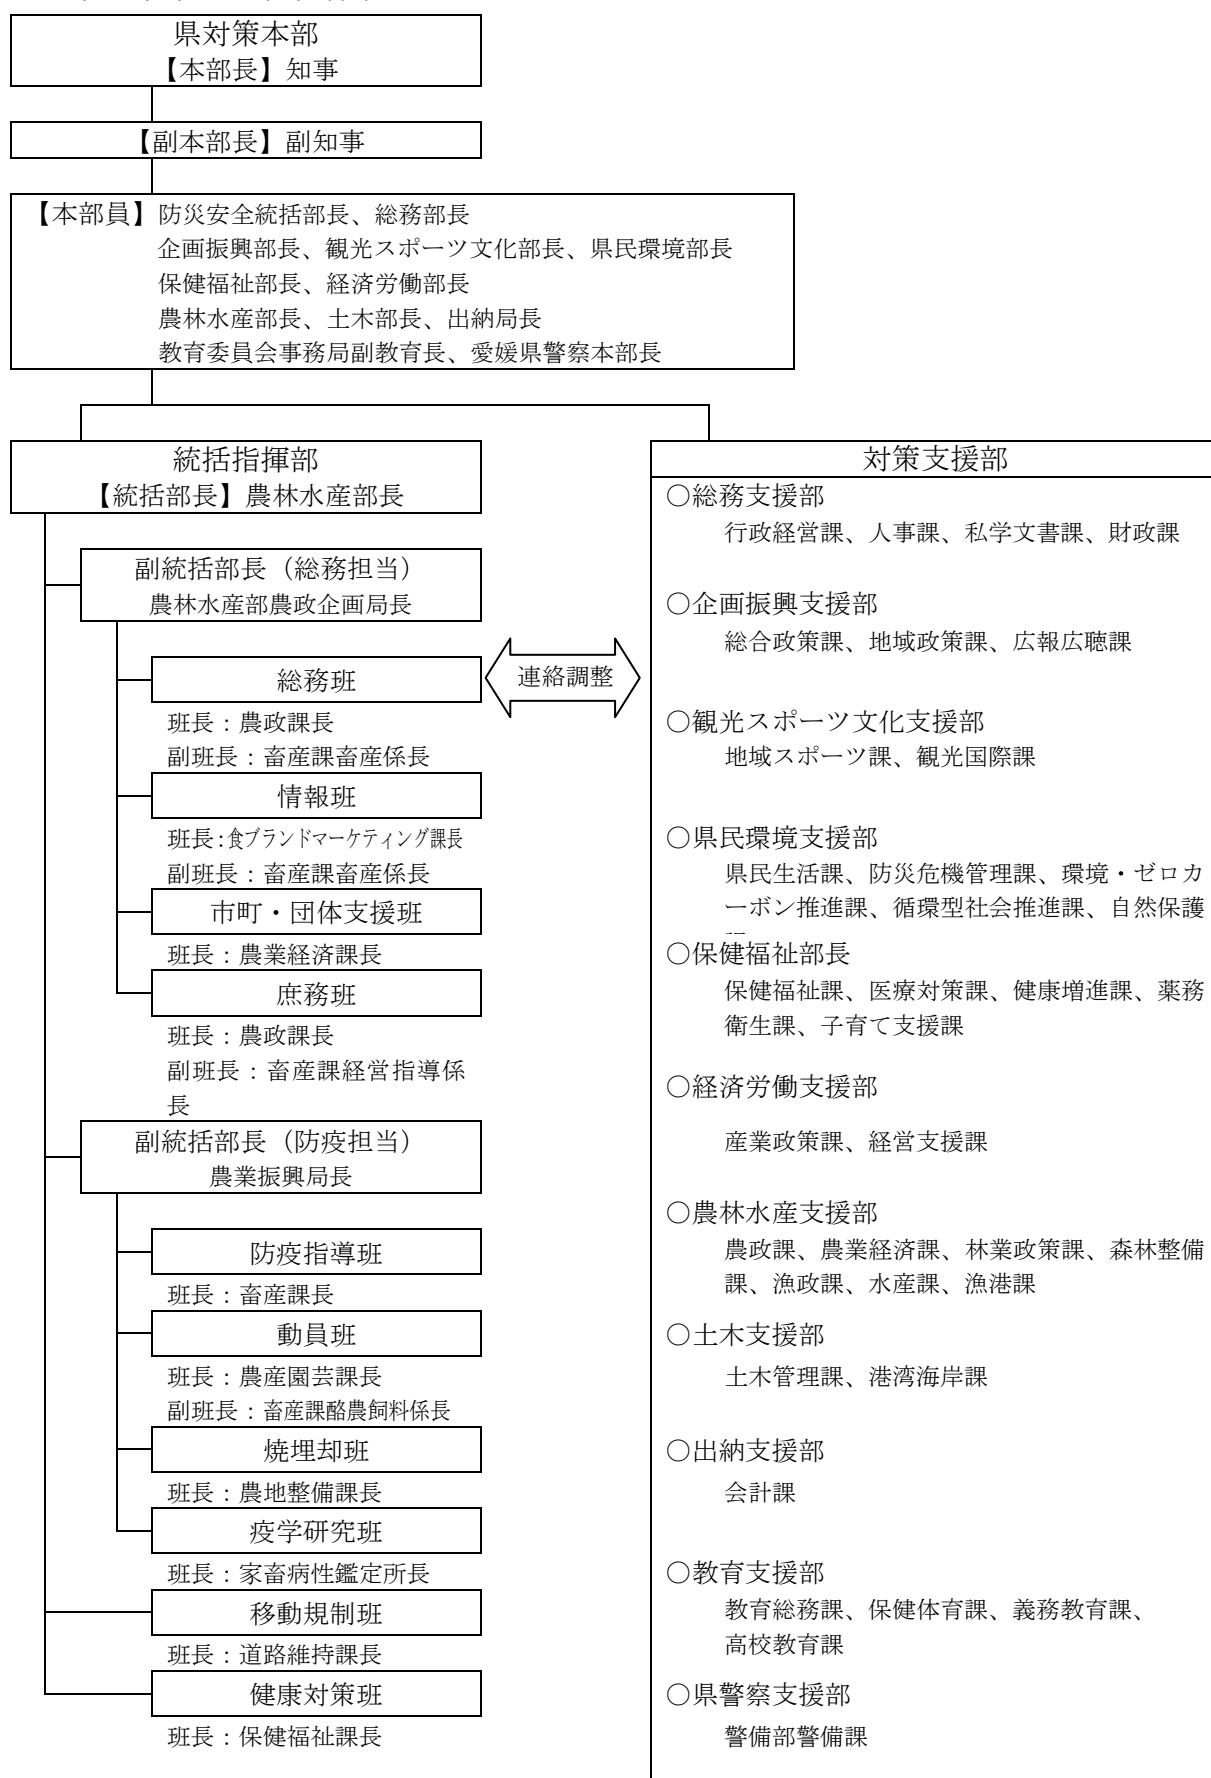 県対策本部
【本部長】知事
【副本部長】副知事
【本部員】防災安全統括部長、総務部長
企画振興部長、観光スポーツ文化部長、県民環境部長
保健福祉部長、経済労働部長
農林水産部長、土木部長、出納局長
教育委員会事務局副教育長、愛媛県警察本部長
統括指揮部
【統括部長】農林水産部長
副統括部長（総務担当）
農林水産部農政企画局長
総務班
班長：農政課長
副班長：畜産課畜産係長
情報班
班長：食ブランドマーケティング課長
副班長：畜産課畜産係長
市町・団体支援班
班長：農業経済課長
庶務班
班長：農政課長
副班長：畜産課経営指導係
長
副統括部長（防疫担当）
農業振興局長
防疫指導班
班長：畜産課長
動員班
班長：農産園芸課長
副班長：畜産課酪農飼料係長
焼埋却班
班長：農地整備課長
疫学研究班
班長：家畜病性鑑定所長
移動規制班
班長：道路維持課長
健康対策班
班長：保健福祉課長
連絡調整
対策支援部
○総務支援部
行政経営課、人事課、私学文書課、財政課
○企画振興支援部
総合政策課、地域政策課、広報広聴課
○観光スポーツ文化支援部
地域スポーツ課、観光国際課
○県民環境支援部
県民生活課、防災危機管理課、環境・ゼロカ
ーボン推進課、循環型社会推進課、自然保護
○保健福祉部長
保健福祉課、医療対策課、健康増進課、薬務
衛生課、子育て支援課
○経済労働支援部
産業政策課、経営支援課
○農林水産支援部
農政課、農業経済課、林業政策課、森林整備
課、漁政課、水産課、漁港課
○土木支援部
土木管理課、港湾海岸課
○出納支援部
会計課
○教育支援部
教育総務課、保健体育課、義務教育課、
高校教育課
○県警察支援部
警備部警備課